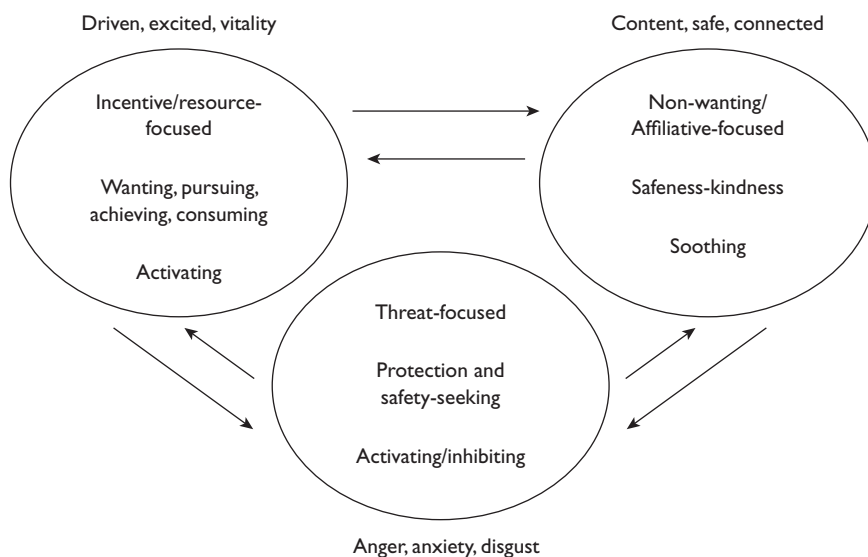 Driven, excited, vitality
Incentive/resource-
focused
Wanting, pursuing,
achieving, consuming
Activating
Content, safe, connected
Non-wanting/
Affiliative-focused
Safeness-kindness
Soothing
Threat-focused
Protection and
safety-seeking
Activating/inhibiting
Anger, anxiety, disgust